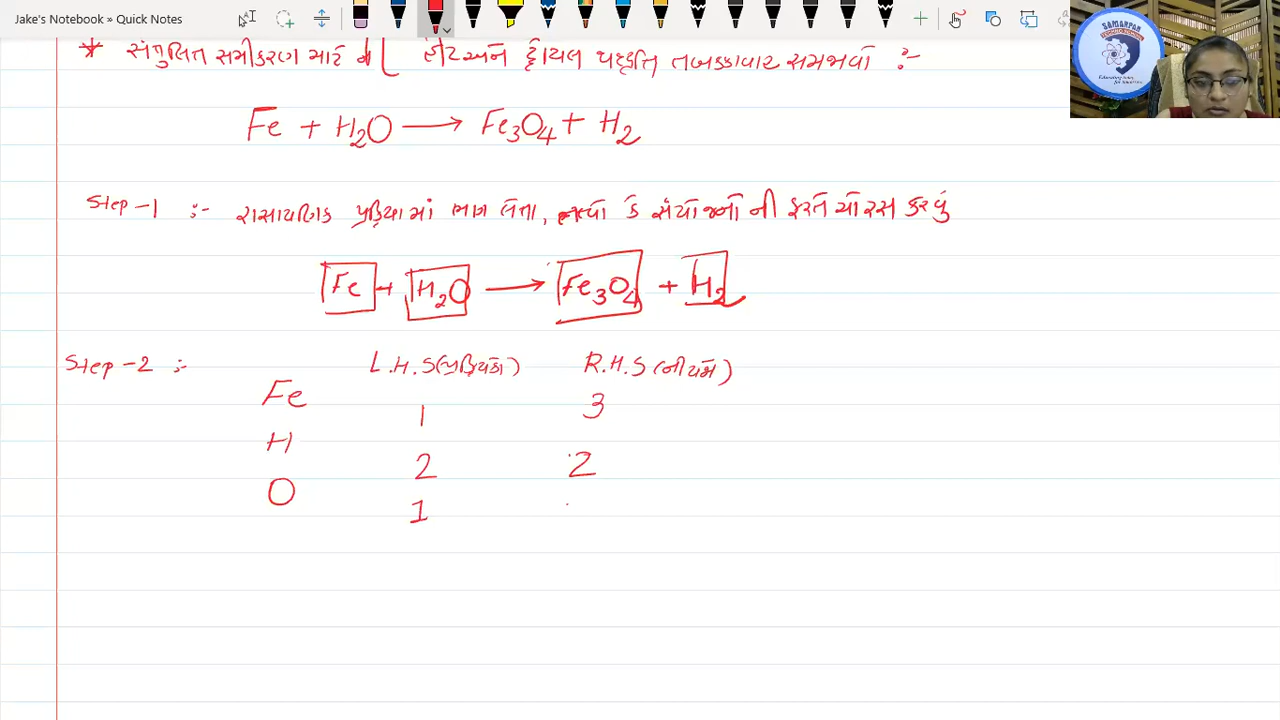 Jake's Notebook » Quick Notes
SAMARPAN
* સંતુલિત સમીકરણ માટે હીટ અને ટ્રાયલ પદ્ધતિ તબક્કાવાર સમજાવો ?
Fe + H₂O → Fe₃O₄ + H₂
Step-1 :- રાસાયણિક પ્રક્રિયામાં ભાગ લેતા, તત્વો કે સંયોજનો ની ફરતે ચોરસ કરવું
Fe + H₂O → Fe₃O₄ + H₂
Step-2 :- L.H.S (પ્રક્રિયકો) R.H.S (નીપજો)
Fe 1 3
H 2 2
O 1